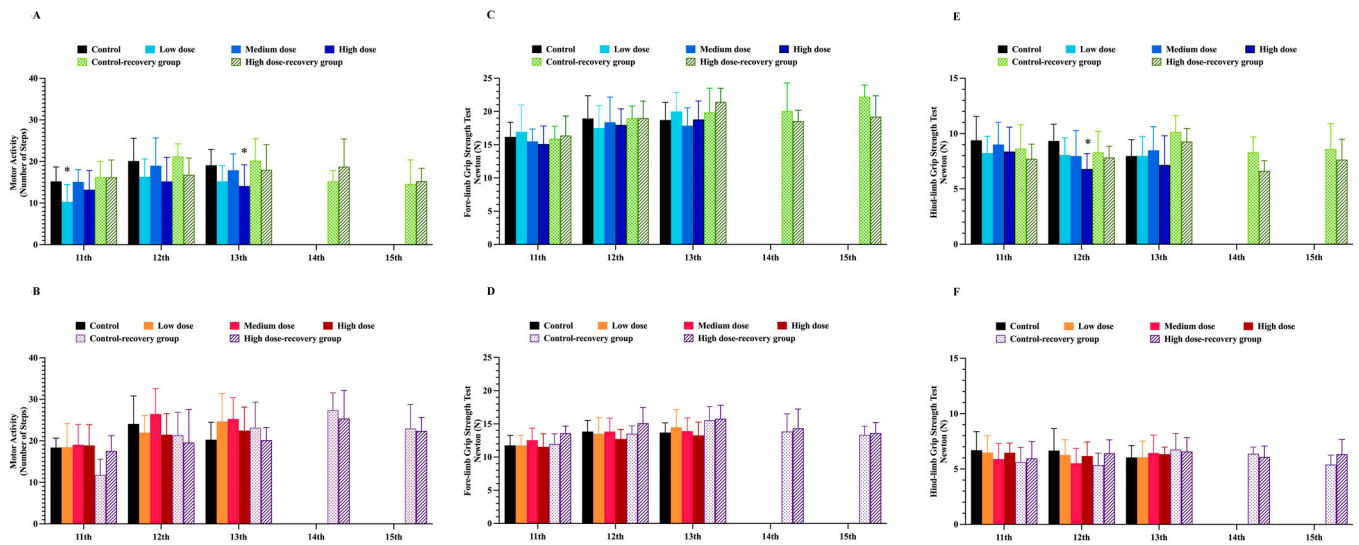 A
Control
Low dose
Medium dose
High dose
Control-recovery group
High dose-recovery group
Motor Activity
(Number of Steps)
40
30
20
10
0
*
*
11th
12th
13th
14th
15th
C
Control
Low dose
Medium dose
High dose
Control-recovery group
High dose-recovery group
Fore-limb Grip Strength Test
Newton (N)
25
20
15
10
5
0
11th
12th
13th
14th
15th
E
Control
Low dose
Medium dose
High dose
Control-recovery group
High dose-recovery group
Hind-limb Grip Strength Test
Newton (N)
15
10
5
0
*
11th
12th
13th
14th
15th
B
Control
Low dose
Medium dose
High dose
Control-recovery group
High dose-recovery group
Motor Activity
(Number of Steps)
40
30
20
10
0
11th
12th
13th
14th
15th
D
Control
Low dose
Medium dose
High dose
Control-recovery group
High dose-recovery group
Fore-limb Grip Strength Test
Newton (N)
25
20
15
10
5
0
11th
12th
13th
14th
15th
F
Control
Low dose
Medium dose
High dose
Control-recovery group
High dose-recovery group
Hind-limb Grip Strength Test
Newton (N)
15
10
5
0
11th
12th
13th
14th
15th